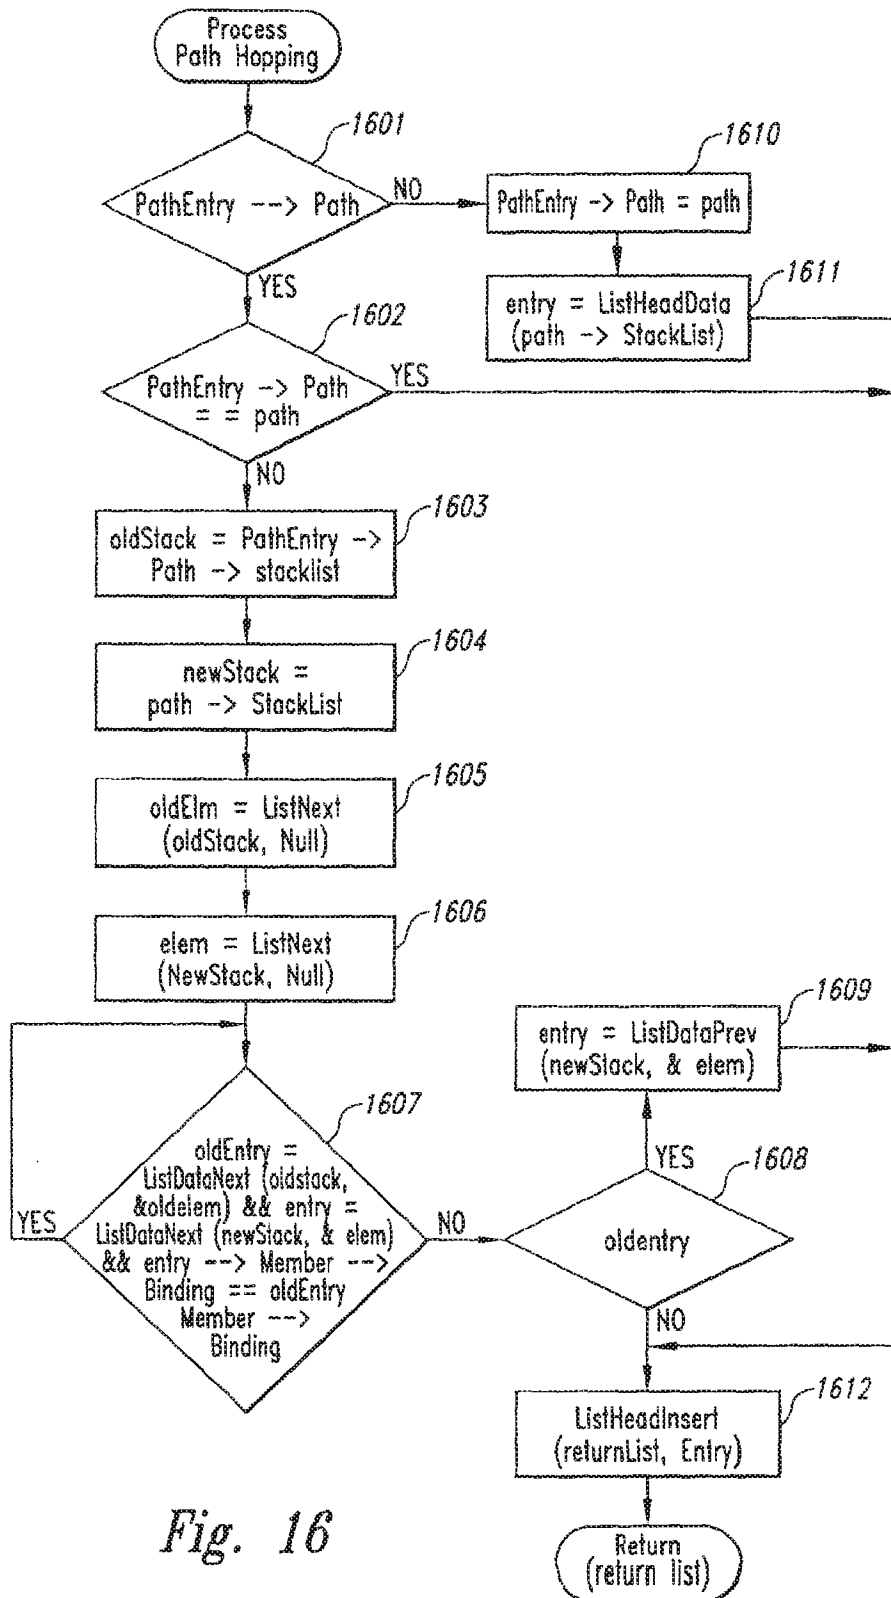 Process
Path Hopping
1601
PathEntry --> Path
NO
YES
1610
PathEntry -> Path = path
1611
entry = ListHeadData
(path -> StackList)
1602
PathEntry -> Path
= = path
YES
NO
1603
oldStack = PathEntry ->
Path -> stacklist
1604
newStack =
path -> StackList
1605
oldElm = ListNext
(oldStack, Null)
1606
elem = ListNext
(NewStack, Null)
1607
oldEntry =
ListDataNext (oldstack,
&oldelem) && entry =
ListDataNext (newStack, & elem)
&& entry --> Member -->
Binding == oldEntry
Member -->
Binding
YES
NO
1609
entry = ListDataPrev
(newStack, & elem)
YES
1608
oldentry
NO
1612
ListHeadInsert
(returnList, Entry)
Return
(return list)
Fig. 16